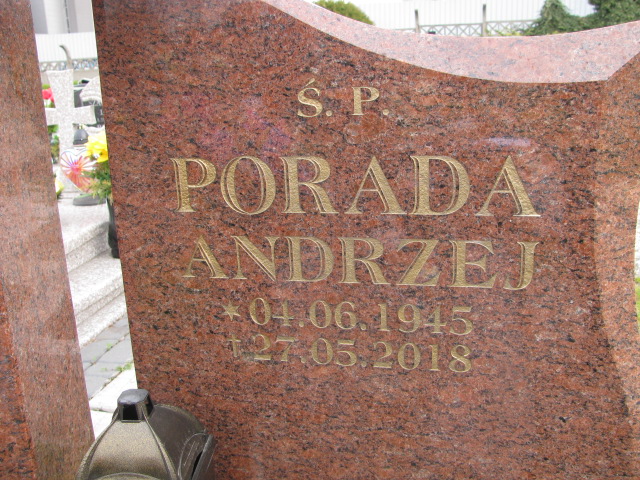 Ś. P.
PORADA
ANDRZEJ
* 04.06.1945
† 27.05.2018